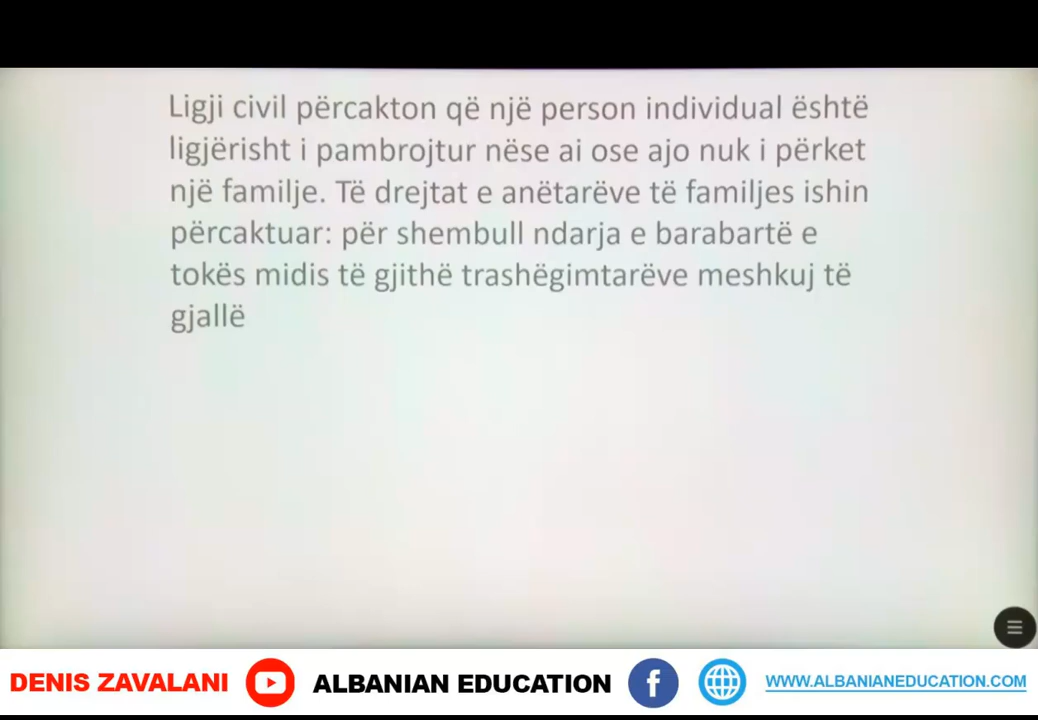 Ligji civil përcakton që një person individual është
ligjërisht i pambrojtur nëse ai ose ajo nuk i përket
një familje. Të drejtat e anëtarëve të familjes ishin
përcaktuar: për shembull ndarja e barabartë e
tokës midis të gjithë trashëgimtarëve meshkuj të
gjallë
DENIS ZAVALANI ALBANIAN EDUCATION f WWW.ALBANIANEDUCATION.COM